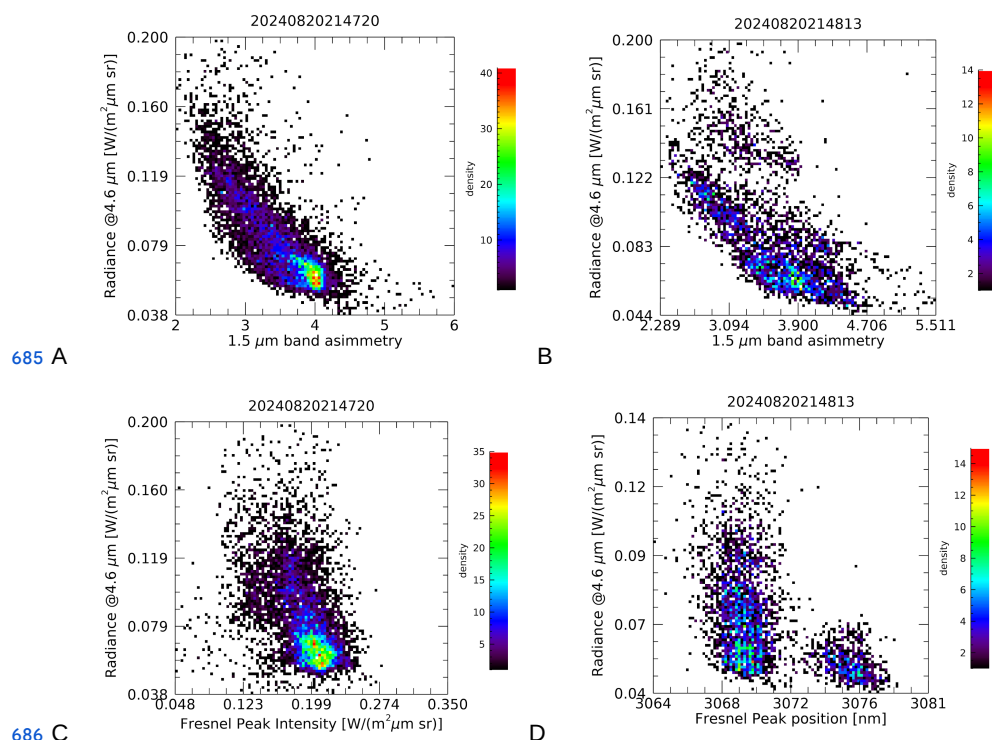 20240820214720
0.200
0.160
0.119
0.079
0.038
Radiance @4.6 µm [W/(m²µm sr)]
2 3 4 5 6
1.5 µm band asimmetry
40
30
20
10
density
685 A
20240820214813
0.200
0.161
0.122
0.083
0.044
Radiance @4.6 µm [W/(m²µm sr)]
2.289 3.094 3.900 4.706 5.511
1.5 µm band asimmetry
14
12
10
8
6
4
2
density
B
20240820214720
0.200
0.160
0.119
0.079
0.038
Radiance @4.6 µm [W/(m²µm sr)]
0.048 0.123 0.199 0.274 0.350
Fresnel Peak Intensity [W/(m²µm sr)]
35
30
25
20
15
10
5
density
686 C
20240820214813
0.14
0.12
0.09
0.07
0.04
Radiance @4.6 µm [W/(m²µm sr)]
3064 3068 3072 3076 3081
Fresnel Peak position [nm]
14
12
10
8
6
4
2
density
D